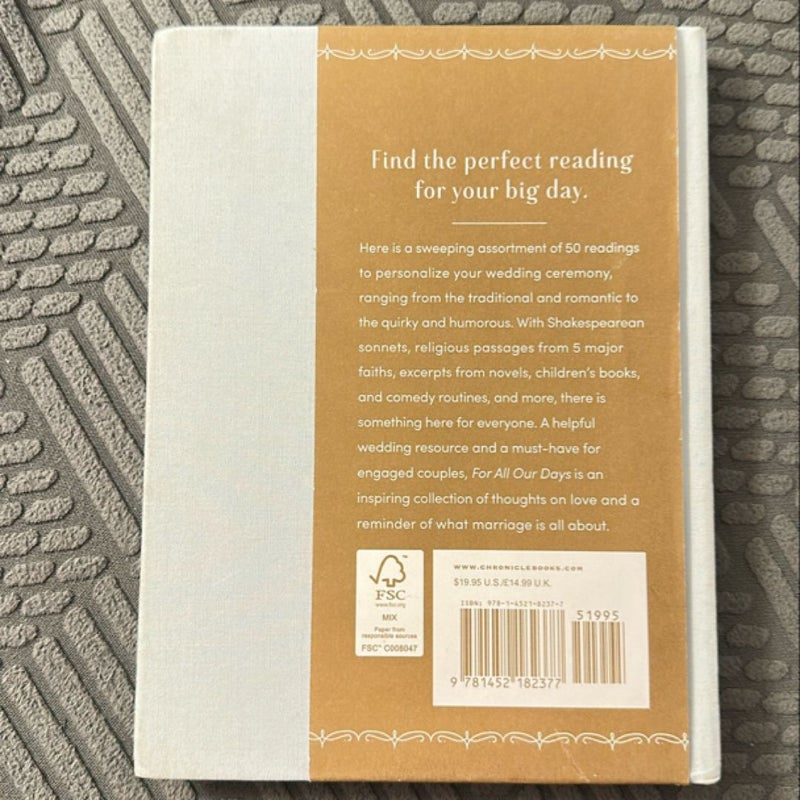 Find the perfect reading
for your big day.
Here is a sweeping assortment of 50 readings
to personalize your wedding ceremony,
ranging from the traditional and romantic to
the quirky and humorous. With Shakespearean
sonnets, religious passages from 5 major
faiths, excerpts from novels, children's books,
and comedy routines, and more, there is
something here for everyone. A helpful
wedding resource and a must-have for
engaged couples, For All Our Days is an
inspiring collection of thoughts on love and a
reminder of what marriage is all about.
FSC
www.fsc.org
MIX
Paper from
responsible sources
FSC™ C008047
WWW.CHRONICLEBOOKS.COM
$19.95 U.S./£14.99 U.K.
ISBN: 978-1-4521-8237-7
51995
9 781452 182377